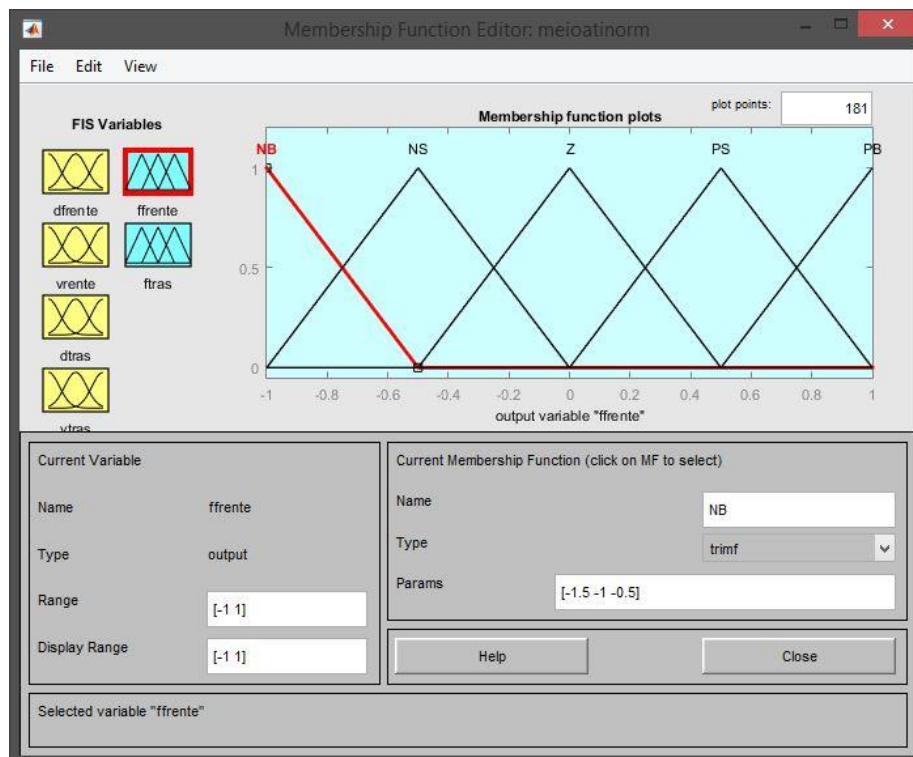 Membership Function Editor: meioatinorm
File Edit View
FIS Variables
plot points: 181
Membership function plots
NB NS Z PS PB
1
0.5
0
-1 -0.8 -0.6 -0.4 -0.2 0 0.2 0.4 0.6 0.8 1
output variable "ffrente"
dfrente ffrente
vrente ftras
dtras
vtras
Current Variable
Name ffrente
Type output
Range [-1 1]
Display Range [-1 1]
Current Membership Function (click on MF to select)
Name NB
Type trimf
Params [-1.5 -1 -0.5]
Help Close
Selected variable "ffrente"